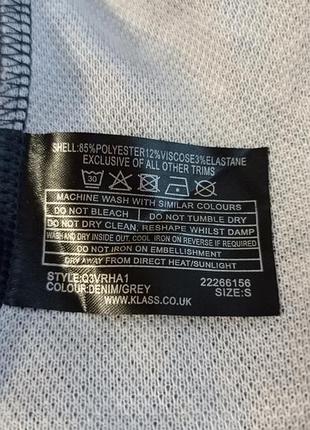 SHELL:85%POLYESTER12%VISCOSE3%ELASTANE
EXCLUSIVE OF ALL OTHER TRIMS
30
MACHINE WASH WITH SIMILAR COLOURS
DO NOT BLEACH DO NOT TUMBLE DRY
DO NOT DRY CLEAN, RESHAPE WHILST DAMP
WASH AND DRY INSIDE OUT, COOL IRON ON REVERSE IF REQUIRED
DO NOT IRON ON EMBELLISHMENT
DRY AWAY FROM DIRECT HEAT/SUNLIGHT
STYLE:Q3VRHA1 22266156
COLOUR:DENIM/GREY SIZE:S
WWW.KLASS.CO.UK